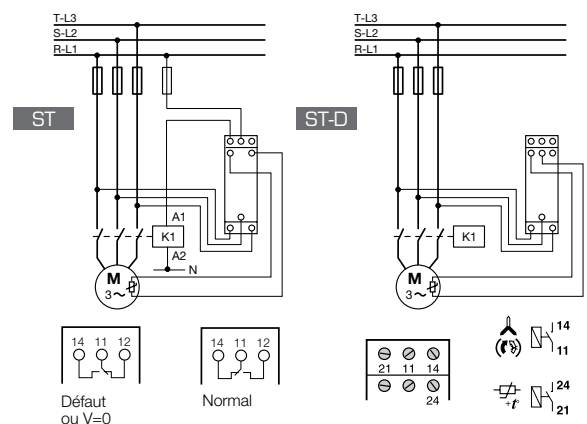 T-L3
S-L2
R-L1
ST
A1
K1
A2
N
M
3~
14 11 12
Défaut
ou V=0
14 11 12
Normal
T-L3
S-L2
R-L1
ST-D
K1
M
3~
21 11 14
24
14
11
+t°
24
21